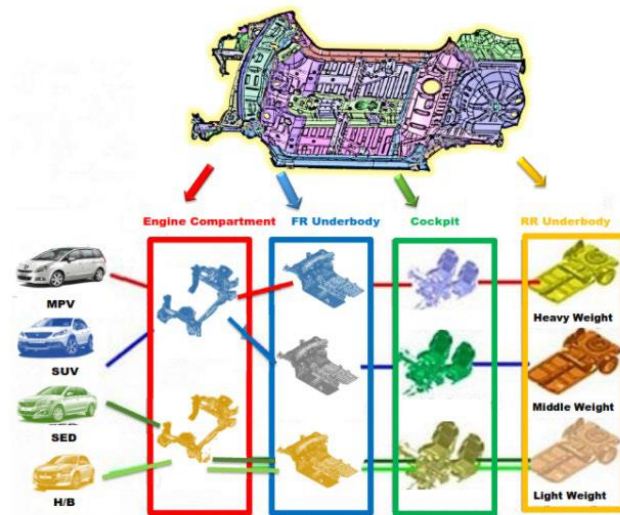 Engine Compartment FR Underbody Cockpit RR Underbody
MPV
Heavy Weight
SUV
Middle Weight
SED
H/B
Light Weight